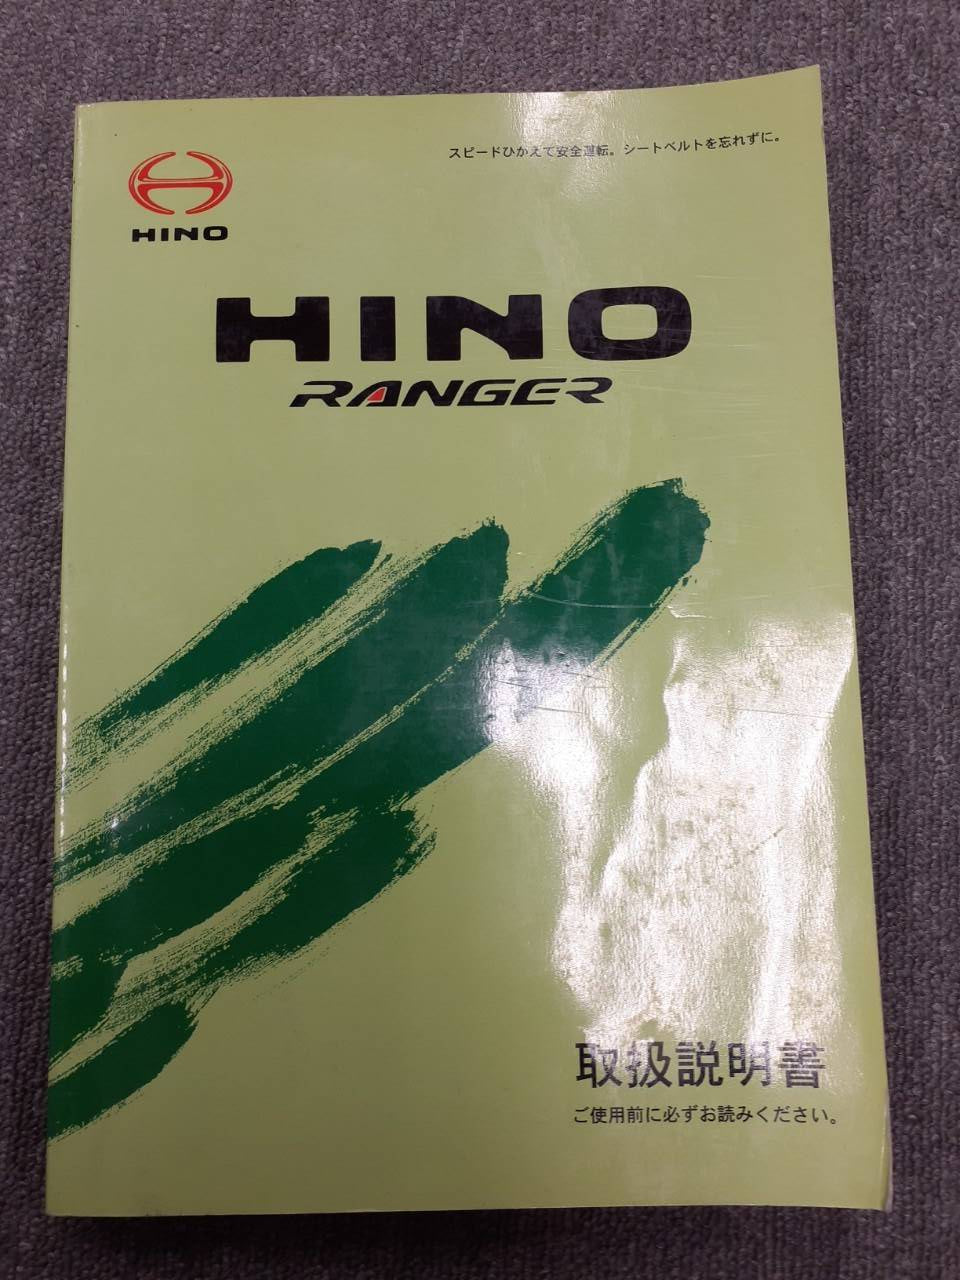 スピードひかえて安全運転。シートベルトを忘れずに。
HINO
HINO
RANGER
取扱説明書
ご使用前に必ずお読みください。